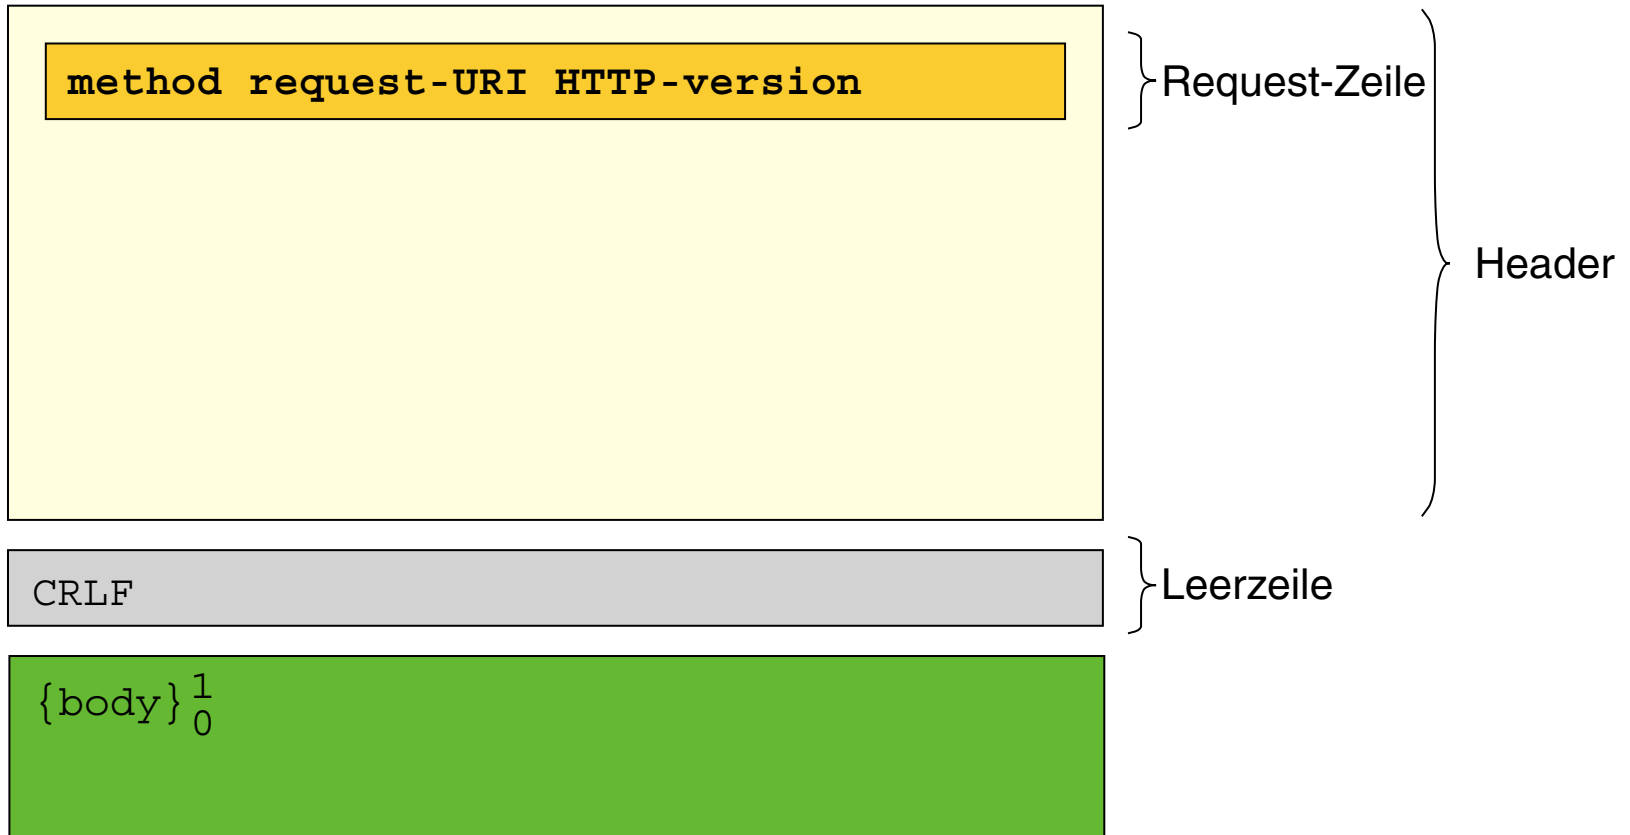 method request-URI HTTP-version
Request-Zeile
Header
CRLF
Leerzeile
{body}1
0